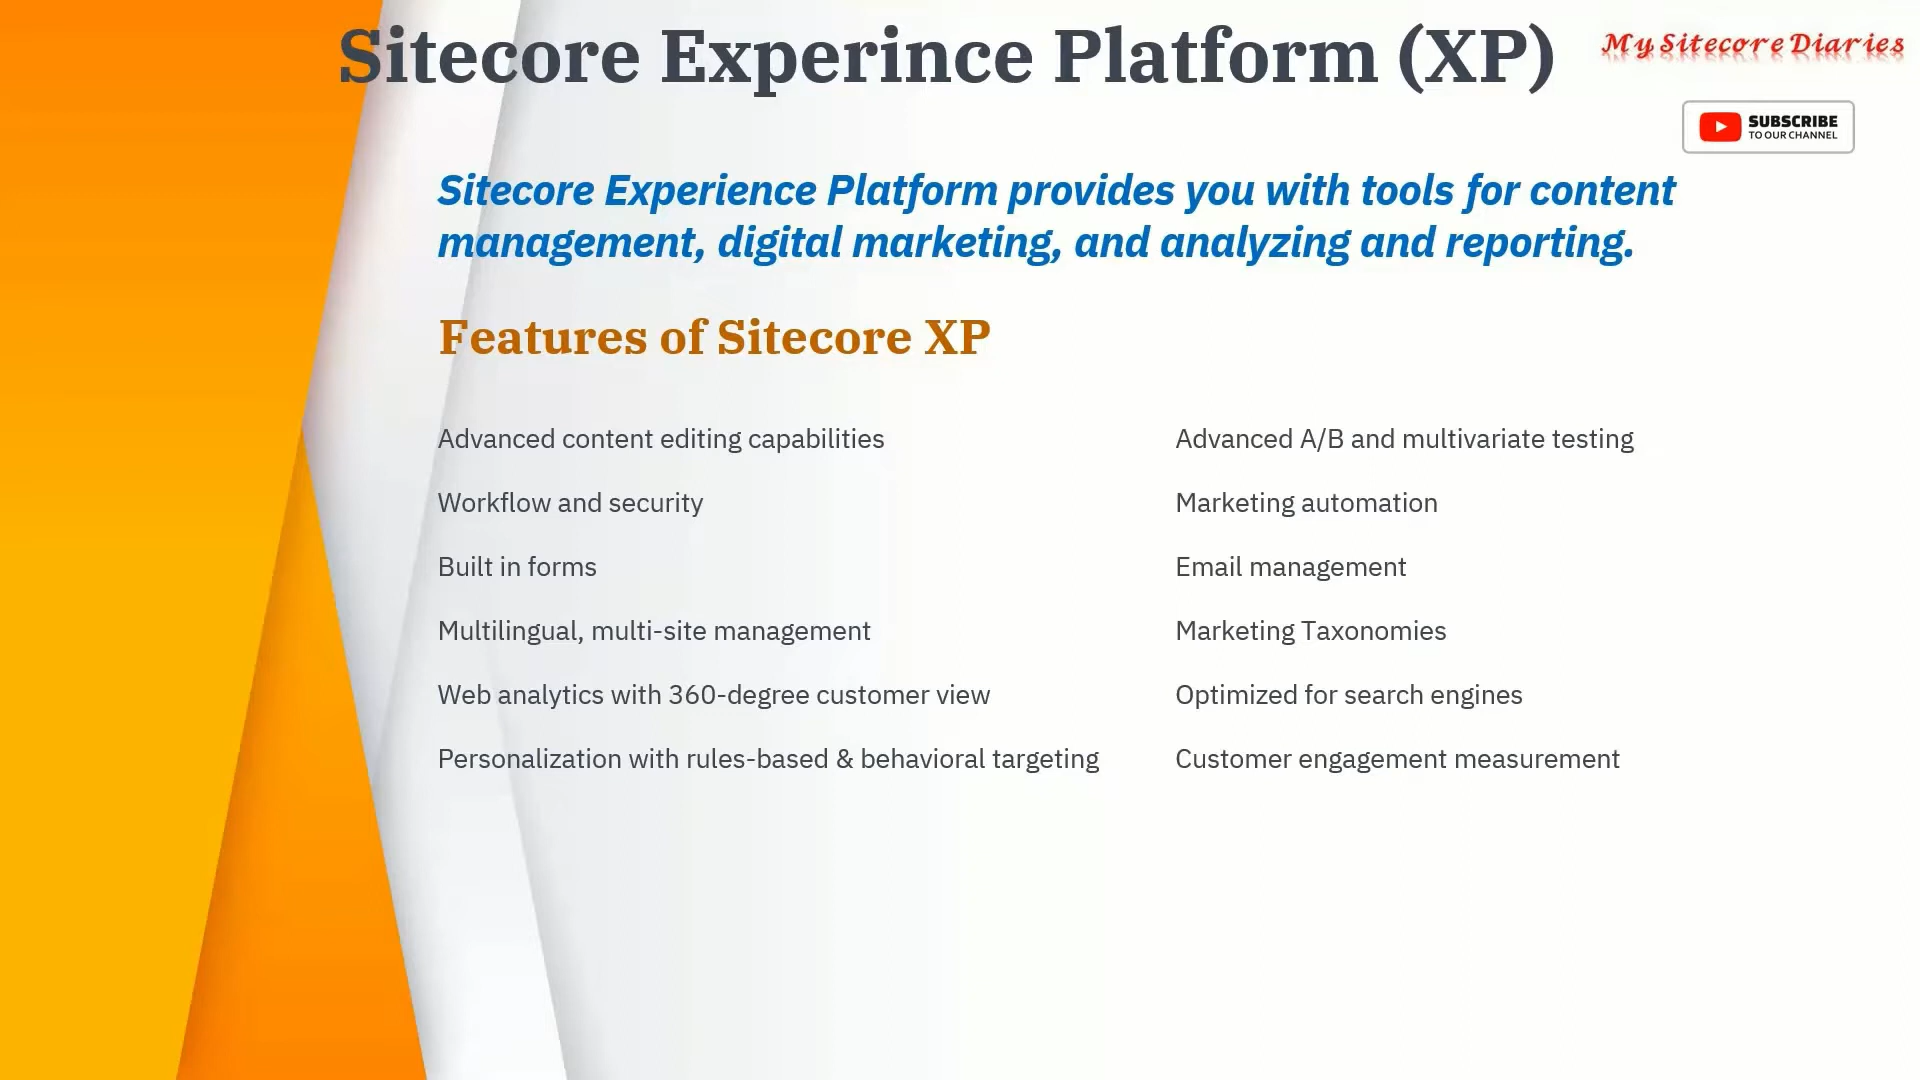 Sitecore Experince Platform (XP)
My Sitecore Diaries
SUBSCRIBE
TO OUR CHANNEL
Sitecore Experience Platform provides you with tools for content
management, digital marketing, and analyzing and reporting.
Features of Sitecore XP
Advanced content editing capabilities
Workflow and security
Built in forms
Multilingual, multi-site management
Web analytics with 360-degree customer view
Personalization with rules-based & behavioral targeting
Advanced A/B and multivariate testing
Marketing automation
Email management
Marketing Taxonomies
Optimized for search engines
Customer engagement measurement